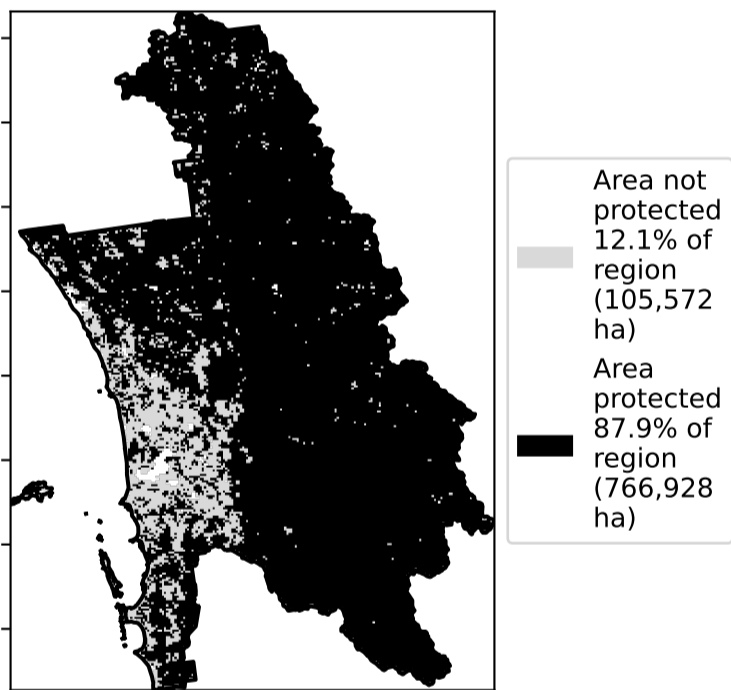 Area not
protected
12.1% of
region
(105,572
ha)
Area
protected
87.9% of
region
(766,928
ha)